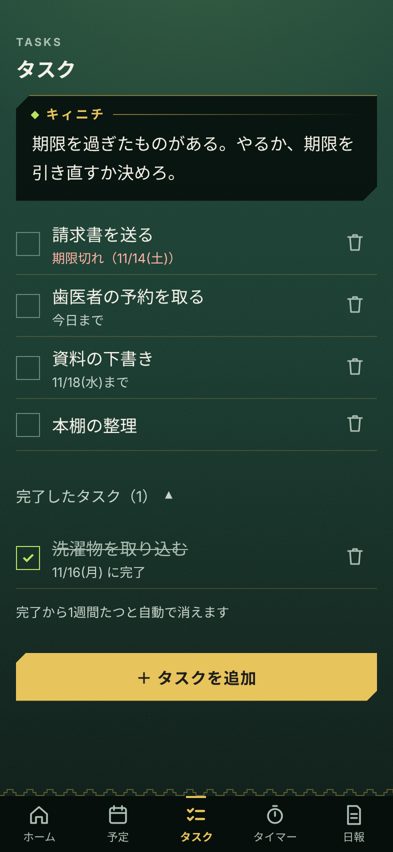 TASKS
タスク
キィニチ
期限を過ぎたものがある。やるか、期限を
引き直すか決めろ。
請求書を送る
期限切れ（11/14(土)）
歯医者の予約を取る
今日まで
資料の下書き
11/18(水)まで
本棚の整理
完了したタスク（1） ▲
洗濯物を取り込む
11/16(月) に完了
完了から1週間たつと自動で消えます
＋ タスクを追加
ホーム 予定 タスク タイマー 日報